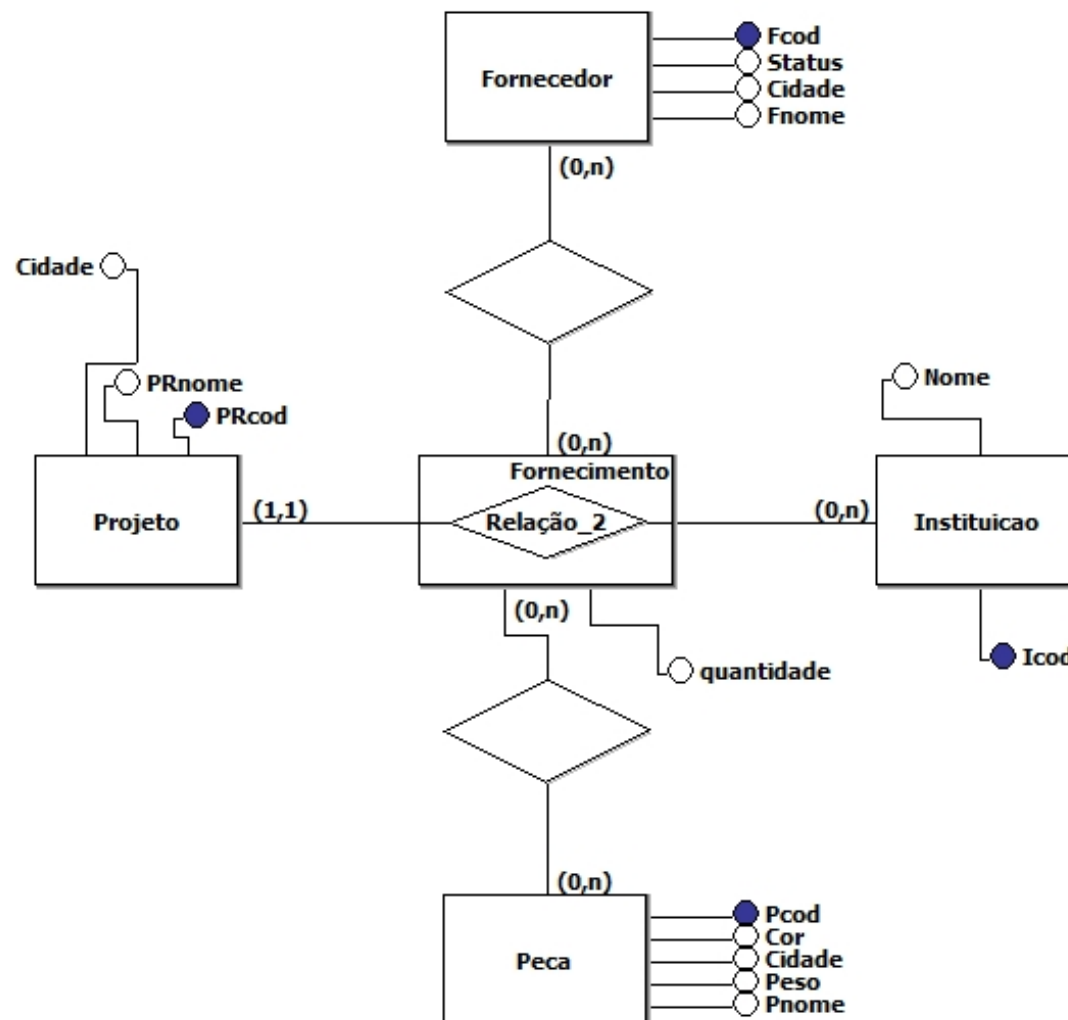 Fcod
Status
Cidade
Fnome
Fornecedor
(0,n)
Cidade
PRnome
PRcod
Nome
(0,n)
Fornecimento
Projeto
(1,1)
Relação_2
(0,n)
Instituicao
(0,n)
quantidade
Icod
(0,n)
Peca
Pcod
Cor
Cidade
Peso
Pnome